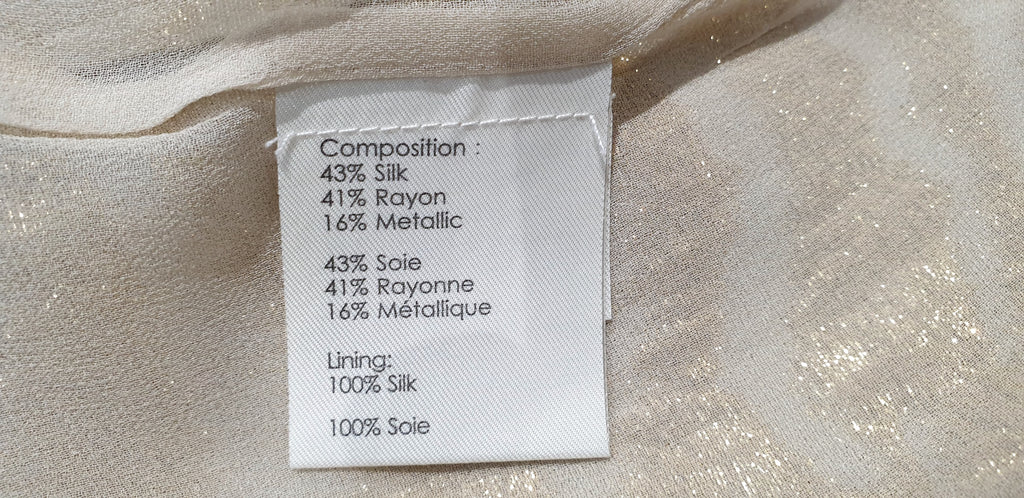 Composition :
43% Silk
41% Rayon
16% Metallic
43% Soie
41% Rayonne
16% Métallique
Lining:
100% Silk
100% Soie